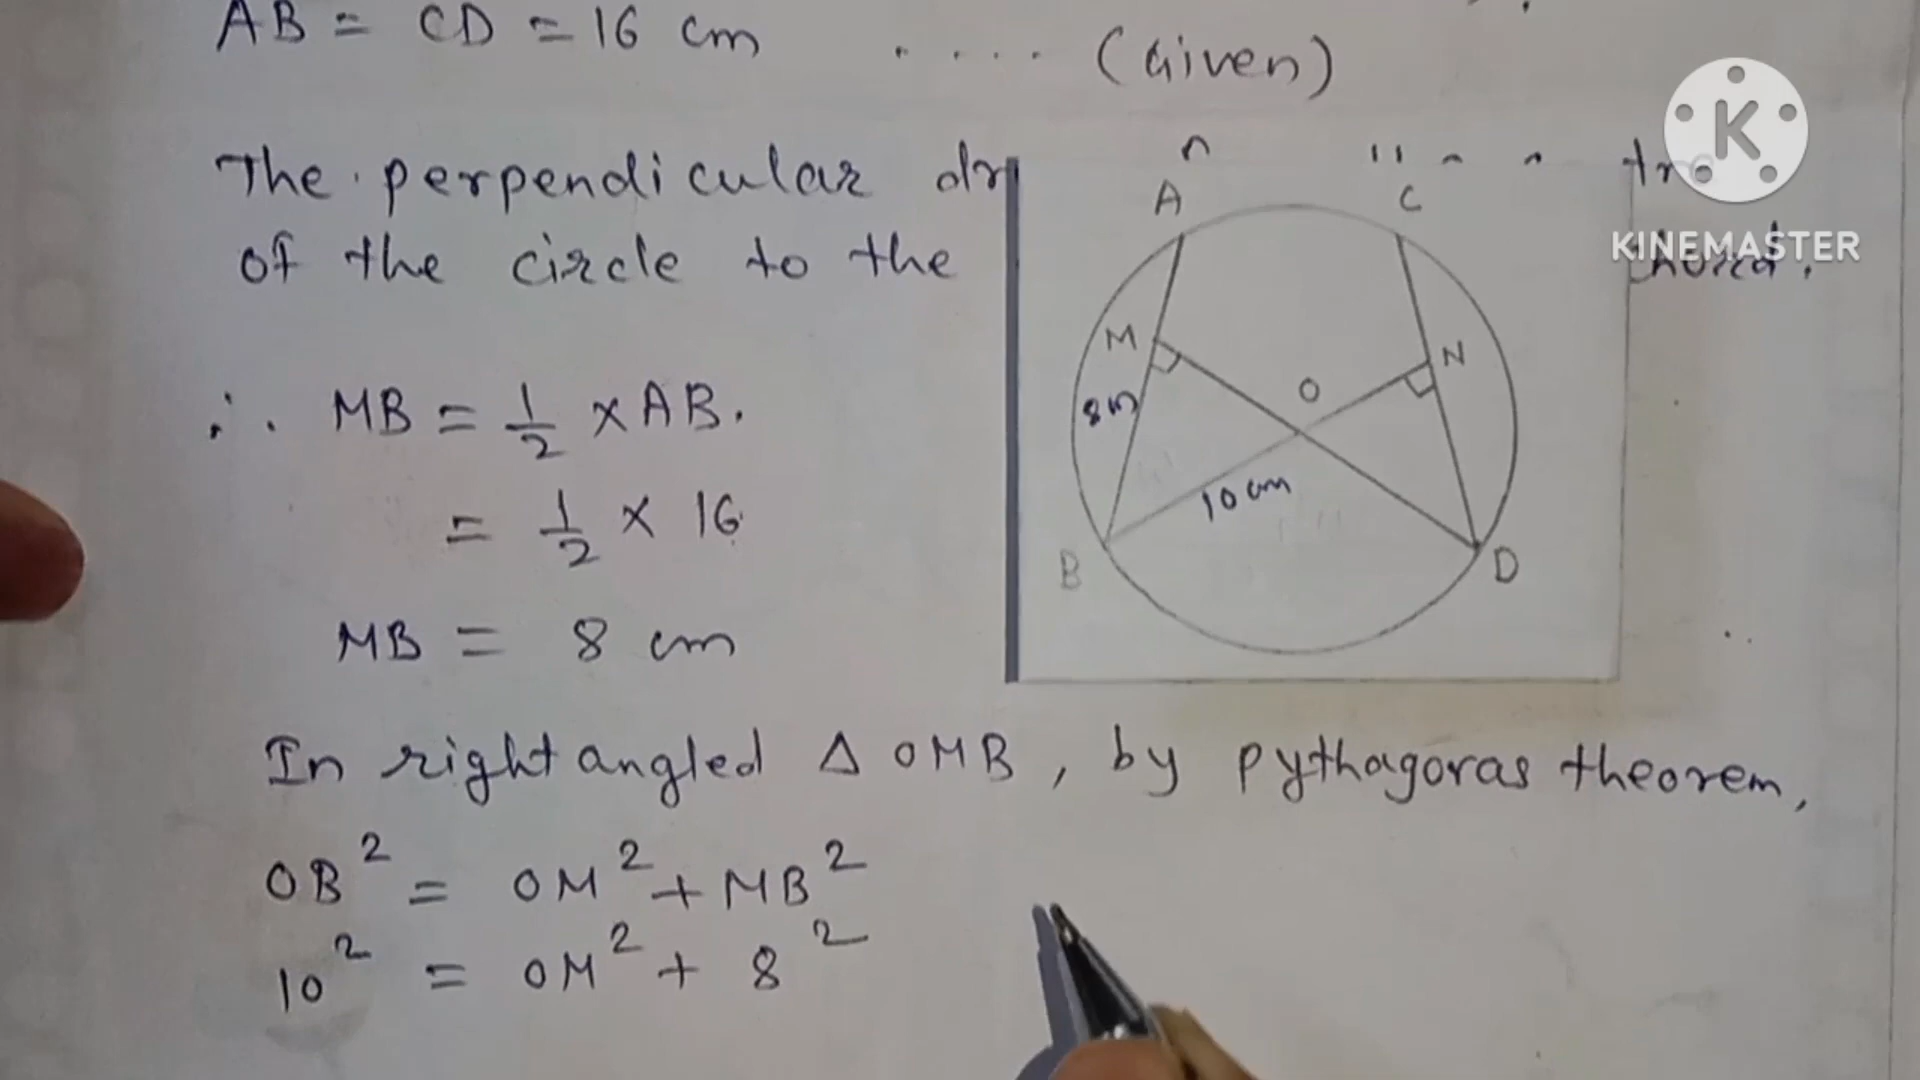 AB = CD = 16 cm .... (Given)
The perpendicular
of the circle to the
∴ MB = 1/2 × AB.
= 1/2 × 16
MB = 8 cm
A C
M N
O
8 cm
10 cm
B D
K
KINEMASTER
In right angled Δ OMB, by pythagoras theorem,
OB² = OM² + MB²
10² = OM² + 8²